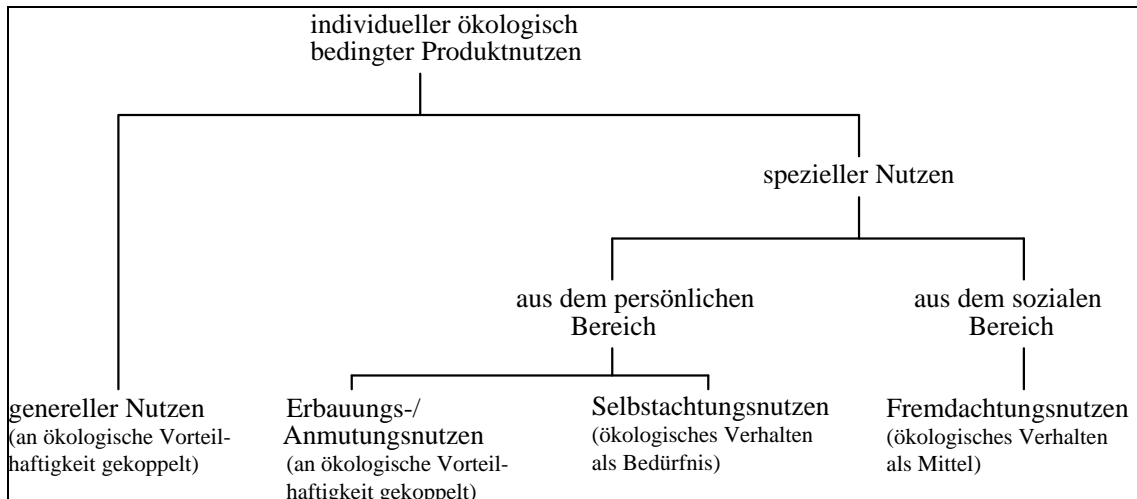 individueller ökologisch
bedingter Produktnutzen
spezieller Nutzen
aus dem persönlichen
Bereich
aus dem sozialen
Bereich
genereller Nutzen
(an ökologische Vorteil-
haftigkeit gekoppelt)
Erbauungs-/
Anmutungsnutzen
(an ökologische Vorteil-
haftigkeit gekoppelt)
Selbstachtungsnutzen
(ökologisches Verhalten
als Bedürfnis)
Fremdachtungsnutzen
(ökologisches Verhalten
als Mittel)